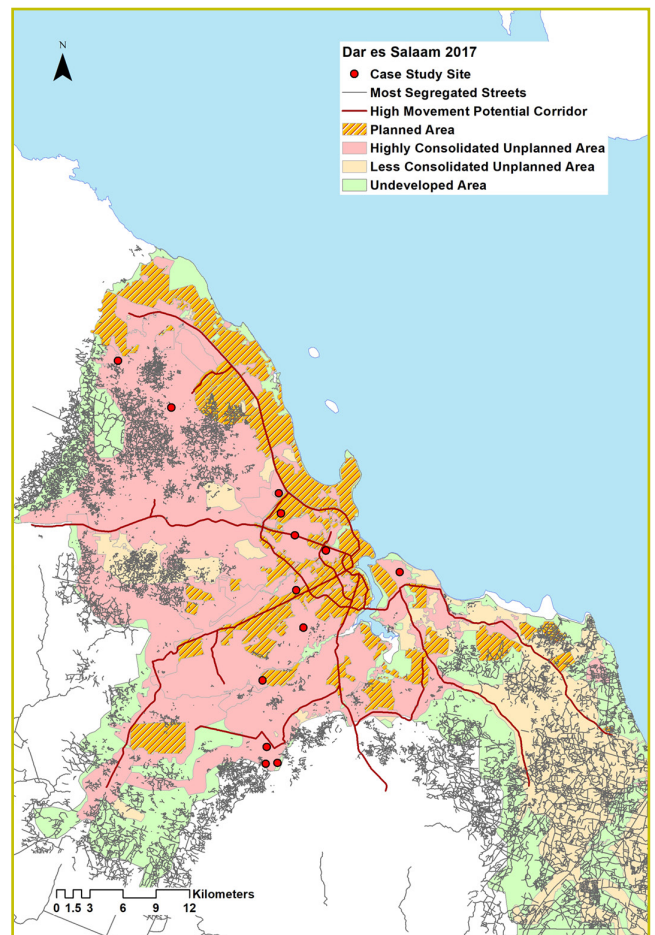 N
Dar es Salaam 2017
Case Study Site
Most Segregated Streets
High Movement Potential Corridor
Planned Area
Highly Consolidated Unplanned Area
Less Consolidated Unplanned Area
Undeveloped Area
Kilometers
0 1.5 3 6 9 12